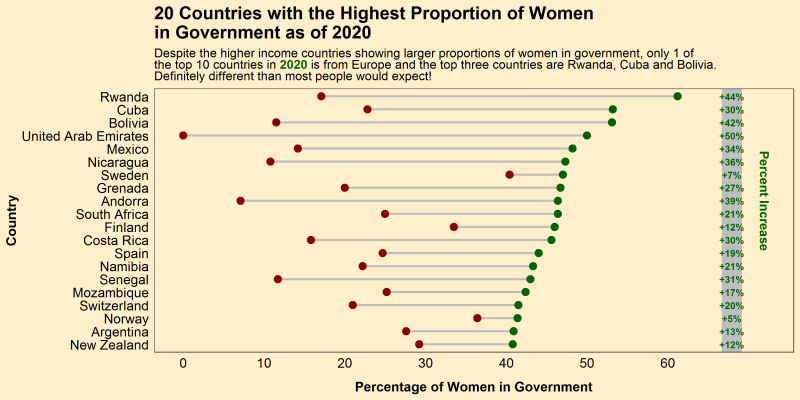 20 Countries with the Highest Proportion of Women
in Government as of 2020
Despite the higher income countries showing larger proportions of women in government, only 1 of
the top 10 countries in 2020 is from Europe and the top three countries are Rwanda, Cuba and Bolivia.
Definitely different than most people would expect!
Country
Rwanda +44%
Cuba +30%
Bolivia +42%
United Arab Emirates +50%
Mexico +34%
Nicaragua +36%
Sweden +7%
Grenada +27%
Andorra +39%
South Africa +21%
Finland +12%
Costa Rica +30%
Spain +19%
Namibia +21%
Senegal +31%
Mozambique +17%
Switzerland +20%
Norway +5%
Argentina +13%
New Zealand +12%
Percent Increase
0 10 20 30 40 50 60
Percentage of Women in Government